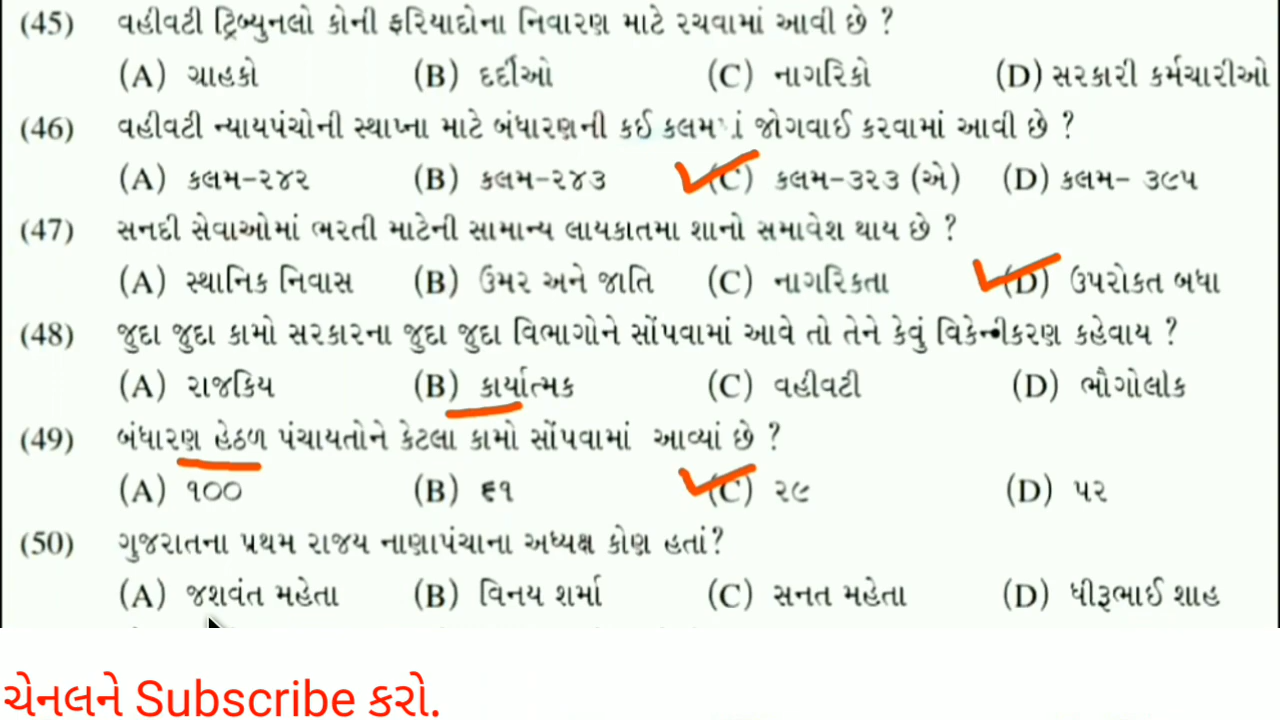 (45) વહીવટી ટ્રિબ્યુનલો કોની ફરિયાદોના નિવારણ માટે રચવામાં આવી છે ?
(A) ગ્રાહકો (B) દર્દીઓ (C) નાગરિકો (D) સરકારી કર્મચારીઓ
(46) વહીવટી ન્યાયપંચોની સ્થાપ્ના માટે બંધારણની કઈ કલમમાં જોગવાઈ કરવામાં આવી છે ?
(A) કલમ-૨૪૨ (B) કલમ-૨૪૩ (C) કલમ-૩૨૩ (એ) (D) કલમ- ૩૯૫
(47) સનદી સેવાઓમાં ભરતી માટેની સામાન્ય લાયકાતમા શાનો સમાવેશ થાય છે ?
(A) સ્થાનિક નિવાસ (B) ઉમર અને જાતિ (C) નાગરિકતા (D) ઉપરોકત બધા
(48) જુદા જુદા કામો સરકારના જુદા જુદા વિભાગોને સોંપવામાં આવે તો તેને કેવું વિકેન્દ્રીકરણ કહેવાય ?
(A) રાજકિય (B) કાર્યાત્મક (C) વહીવટી (D) ભૌગોલીક
(49) બંધારણ હેઠળ પંચાયતોને કેટલા કામો સોંપવામાં આવ્યાં છે ?
(A) ૧૦૦ (B) ૬૧ (C) ૨૯ (D) ૫૨
(50) ગુજરાતના પ્રથમ રાજય નાણાપંચાના અધ્યક્ષ કોણ હતાં?
(A) જશવંત મહેતા (B) વિનય શર્મા (C) સનત મહેતા (D) ધીરૂભાઈ શાહ
ચેનલને Subscribe કરો.